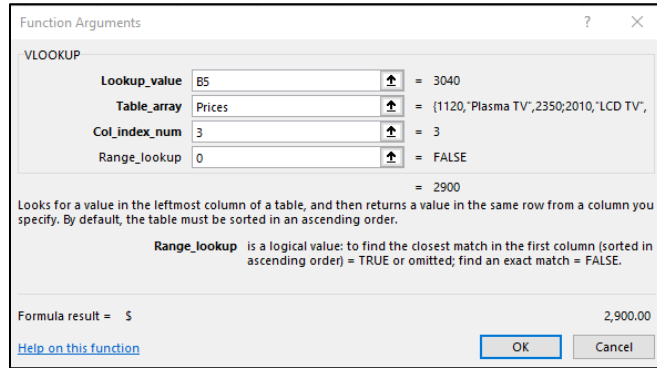 Function Arguments ? ×
VLOOKUP
Lookup_value B5 = 3040
Table_array Prices = {1120,"Plasma TV",2350;2010,"LCD TV",
Col_index_num 3 = 3
Range_lookup 0 = FALSE
= 2900
Looks for a value in the leftmost column of a table, and then returns a value in the same row from a column you
specify. By default, the table must be sorted in an ascending order.
Range_lookup is a logical value: to find the closest match in the first column (sorted in
ascending order) = TRUE or omitted; find an exact match = FALSE.
Formula result = $ 2,900.00
Help on this function OK Cancel